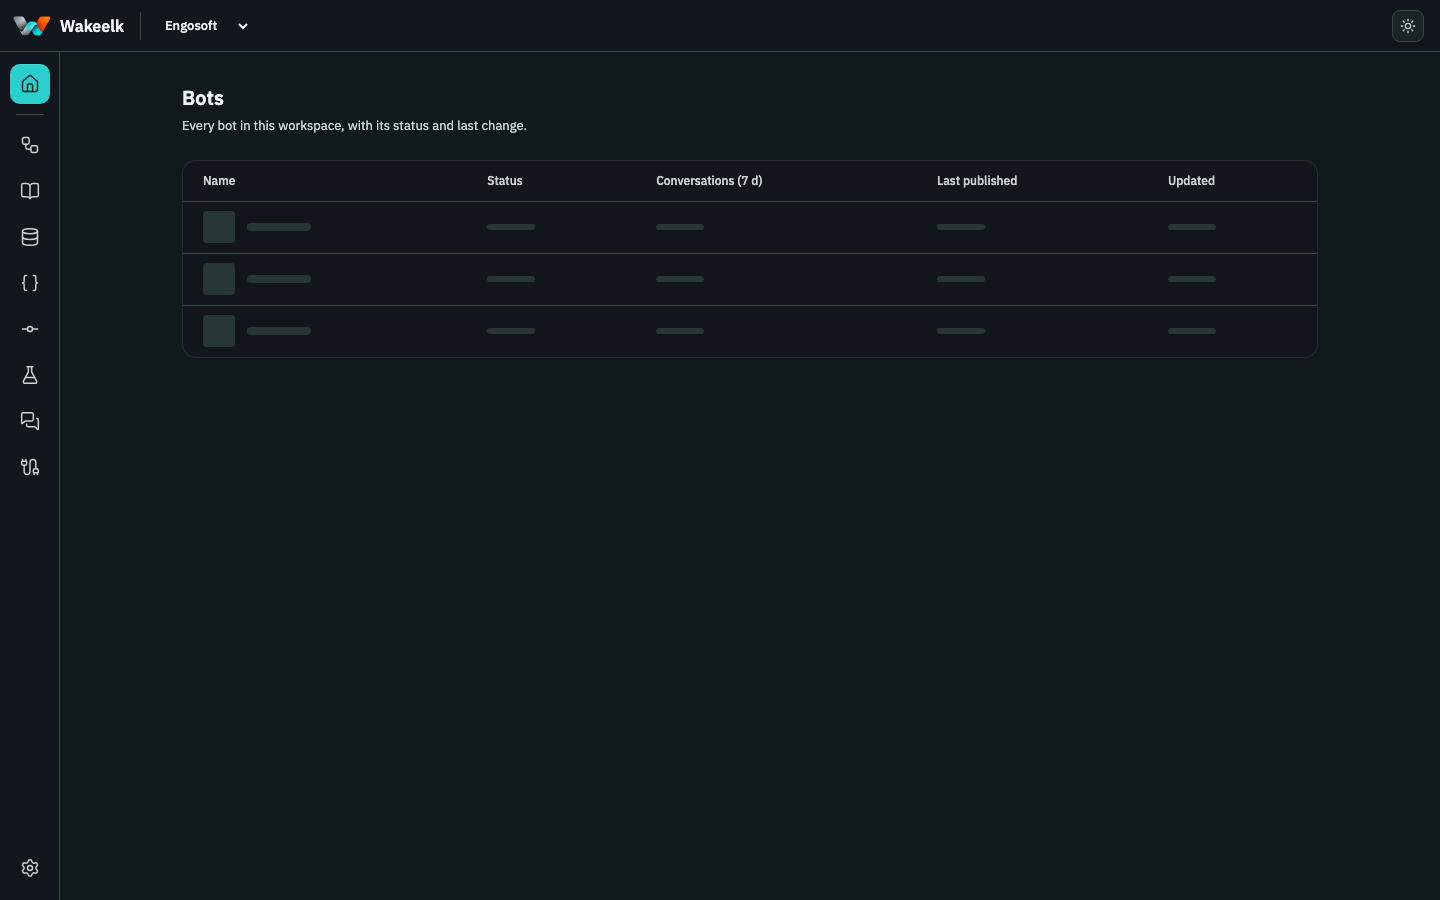 Wakeelk
Engosoft
Bots
Every bot in this workspace, with its status and last change.
Name Status Conversations (7 d) Last published Updated